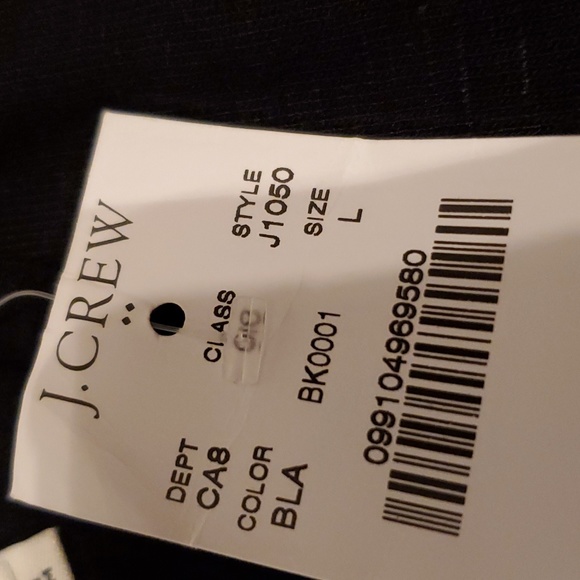 J.CREW
DEPT CLASS STYLE
CA8 J1050
COLOR SIZE
BLA BK0001 L
099104969580